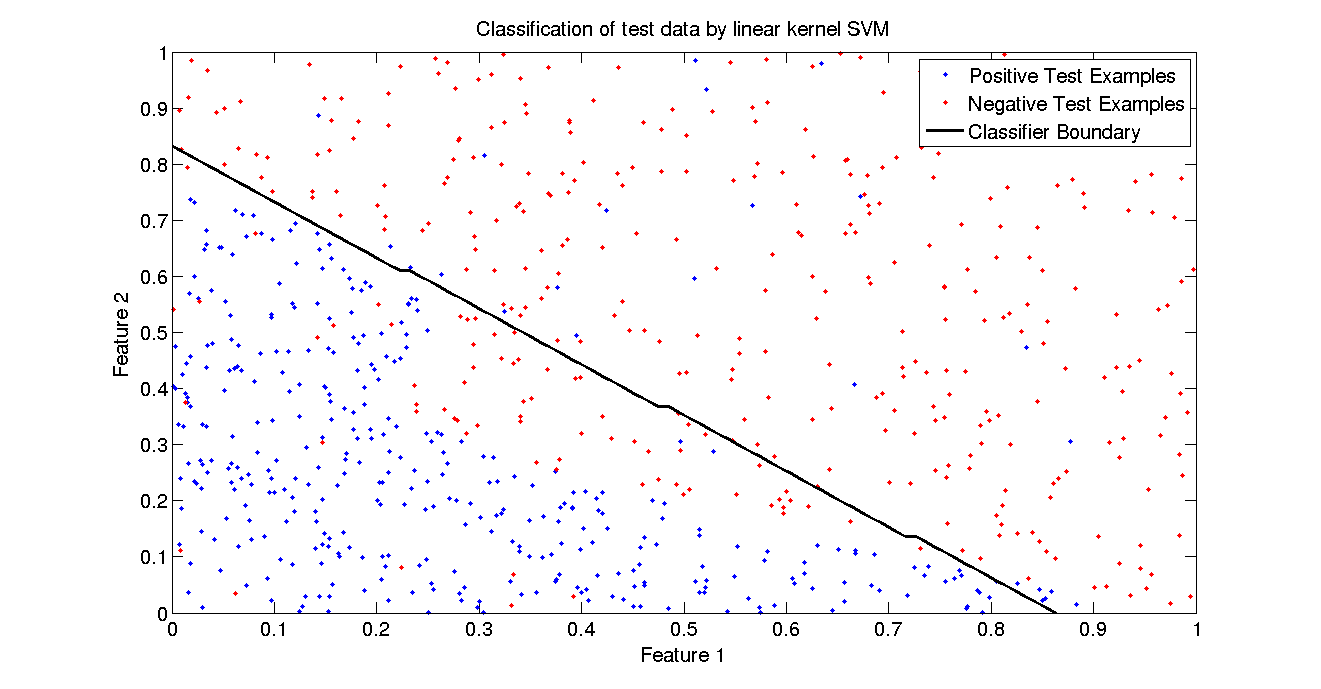 Classification of test data by linear kernel SVM
Positive Test Examples
Negative Test Examples
Classifier Boundary
1
0.9
0.8
0.7
0.6
0.5
0.4
0.3
0.2
0.1
0
Feature 2
0 0.1 0.2 0.3 0.4 0.5 0.6 0.7 0.8 0.9 1
Feature 1